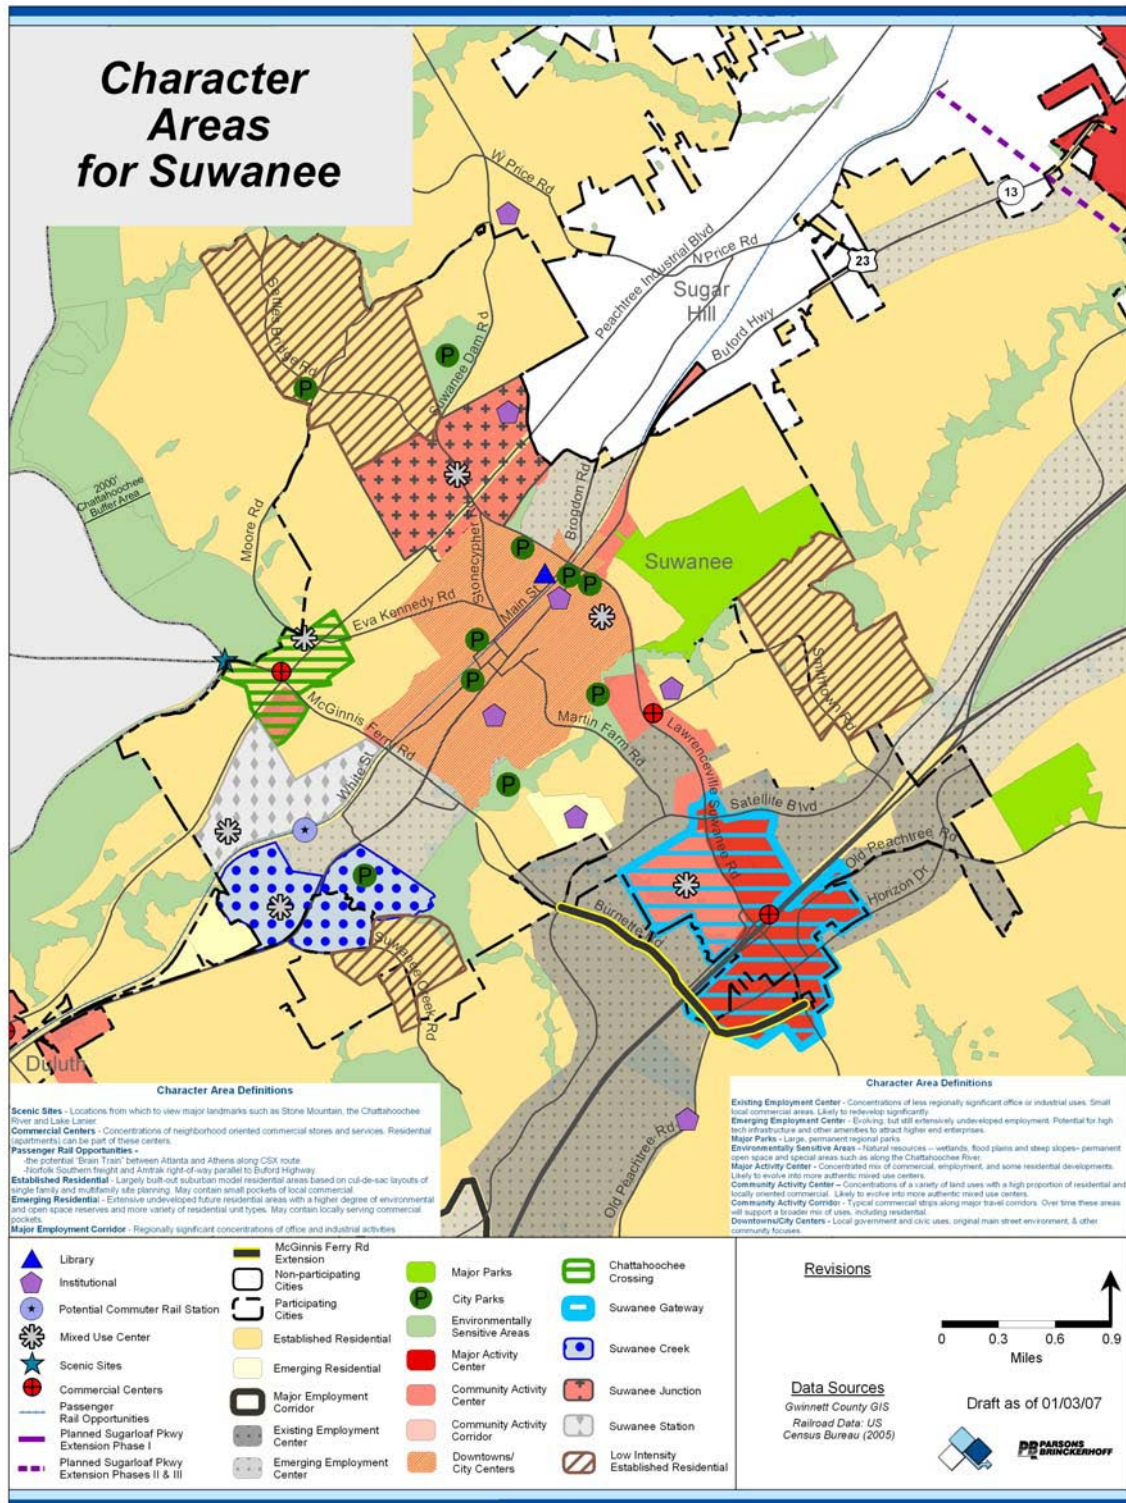 Character
Areas
for Suwanee
W Price Rd
13
Peachtree Industrial Blvd
N Price Rd
23
Sugar
Hill
Buford Hwy
Settles Bridge Rd
Suwanee Dam Rd
2000'
Chattahoochee
Buffer Area
Moore Rd
Brogdon Rd
Stonecypher
Suwanee
Main St
Eva Kennedy Rd
Smithtown Rd
McGinnis Ferry Rd
Martin Farm Rd
Lawrenceville Suwanee Rd
White St
Satellite Blvd
Old Peachtree Rd
Horizon Dr
Burnette Rd
Suwanee Creek Rd
Duluth
Old Peachtree Rd
Character Area Definitions
Scenic Sites - Locations from which to view major landmarks such as Stone Mountain, the Chattahoochee
River and Lake Lanier.
Commercial Centers - Concentrations of neighborhood oriented commercial stores and services. Residential
(apartments) can be part of these centers.
Passenger Rail Opportunities -
-the potential "Brain Train" between Atlanta and Athens along CSX route
-Norfolk Southern freight and Amtrak right-of-way parallel to Buford Highway.
Established Residential - Largely built-out suburban model residential areas based on cul-de-sac layouts of
single family and multifamily site planning. May contain small pockets of local commercial
Emerging Residential - Extensive undeveloped future residential areas with a higher degree of environmental
and open space reserves and more variety of residential unit types. May contain locally serving commercial
pockets.
Major Employment Corridor - Regionally significant concentrations of office and industrial activities
Character Area Definitions
Existing Employment Center - Concentrations of less regionally significant office or industrial uses. Small
local commercial areas. Likely to redevelop significantly.
Emerging Employment Center - Evolving, but still extensively undeveloped employment. Potential for high
tech infrastructure and other amenities to attract higher end enterprises.
Major Parks - Large, permanent regional parks
Environmentally Sensitive Areas - Natural resources – wetlands, flood plains and steep slopes– permanent
open space and special areas such as along the Chattahoochee River.
Major Activity Center - Concentrated mix of commercial, employment, and some residential developments.
Likely to evolve into more authentic mixed use centers.
Community Activity Center – Concentrations of a variety of land uses with a high proportion of residential and
locally oriented commercial. Likely to evolve into more authentic mixed use centers.
Community Activity Corridor - Typical commercial stops along major travel corridors. Over time these areas
will support a broader mix of uses, including residential.
Downtowns/City Centers - Local government and civic uses, original main street environment, & other
community focuses.
Library
Institutional
Potential Commuter Rail Station
Mixed Use Center
Scenic Sites
Commercial Centers
Passenger
Rail Opportunities
Planned Sugarloaf Pkwy
Extension Phase I
Planned Sugarloaf Pkwy
Extension Phases II & III
McGinnis Ferry Rd
Extension
Non-participating
Cities
Participating
Cities
Established Residential
Emerging Residential
Major Employment
Corridor
Existing Employment
Center
Emerging Employment
Center
Major Parks
P City Parks
Environmentally
Sensitive Areas
Major Activity
Center
Community Activity
Center
Community Activity
Corridor
Downtowns/
City Centers
Chattahoochee
Crossing
Suwanee Gateway
Suwanee Creek
Suwanee Junction
Suwanee Station
Low Intensity
Established Residential
Revisions
0 0.3 0.6 0.9
Miles
Data Sources
Gwinnett County GIS
Railroad Data: US
Census Bureau (2005)
Draft as of 01/03/07
PB PARSONS
BRINCKERHOFF